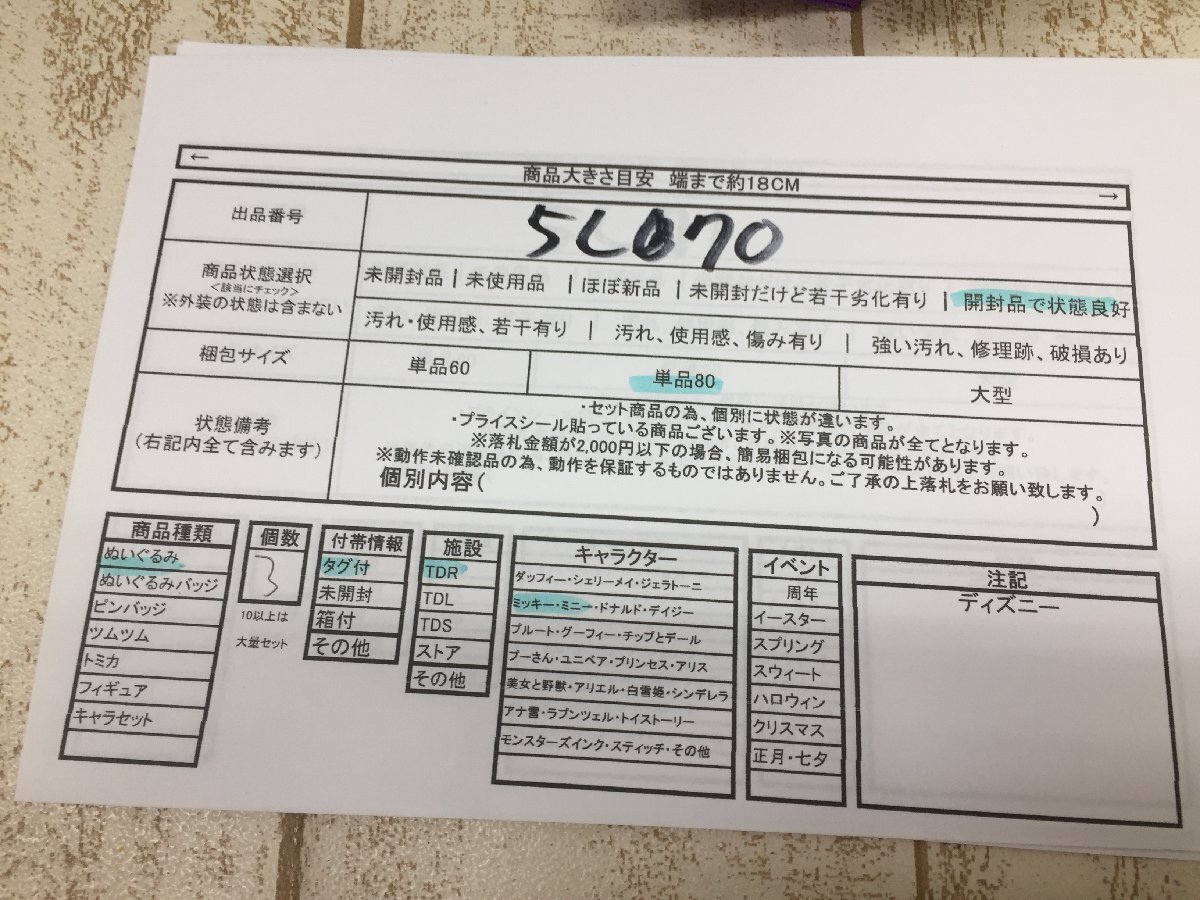 ←
商品大きさ目安 端まで約18CM
→
出品番号
商品状態選択
<該当にチェック>
※外装の状態は含まない
未開封品 | 未使用品 | ほぼ新品 | 未開封だけど若干劣化有り | 開封品で状態良好
汚れ・使用感、若干有り | 汚れ、使用感、傷み有り | 強い汚れ、修理跡、破損あり
梱包サイズ
単品60
単品80
大型
状態備考
(右記内全て含みます)
・セット商品の為、個別に状態が違います。
・プライスシール貼っている商品ございます。※写真の商品が全てとなります。
※落札金額が2,000円以下の場合、簡易梱包になる可能性があります。
※動作未確認品の為、動作を保証するものではありません。ご了承の上落札をお願い致します。
個別内容(
)
商品種類
ぬいぐるみ
ぬいぐるみバッジ
ピンバッジ
ツムツム
トミカ
フィギュア
キャラセット
個数
3
10以上は
大量セット
付帯情報
タグ付
未開封
箱付
その他
施設
TDR
TDL
TDS
ストア
その他
キャラクター
ダッフィー・シェリーメイ・ジェラトーニ
ミッキー・ミニー・ドナルド・デイジー
プルート・グーフィー・チップとデール
プーさん・ユニベア・プリンセス・アリス
美女と野獣・アリエル・白雪姫・シンデレラ
アナ雪・ラプンツェル・トイストーリー
モンスターズインク・スティッチ・その他
イベント
周年
イースター
スプリング
スウィート
ハロウィン
クリスマス
正月・七夕
注記
ディズニー